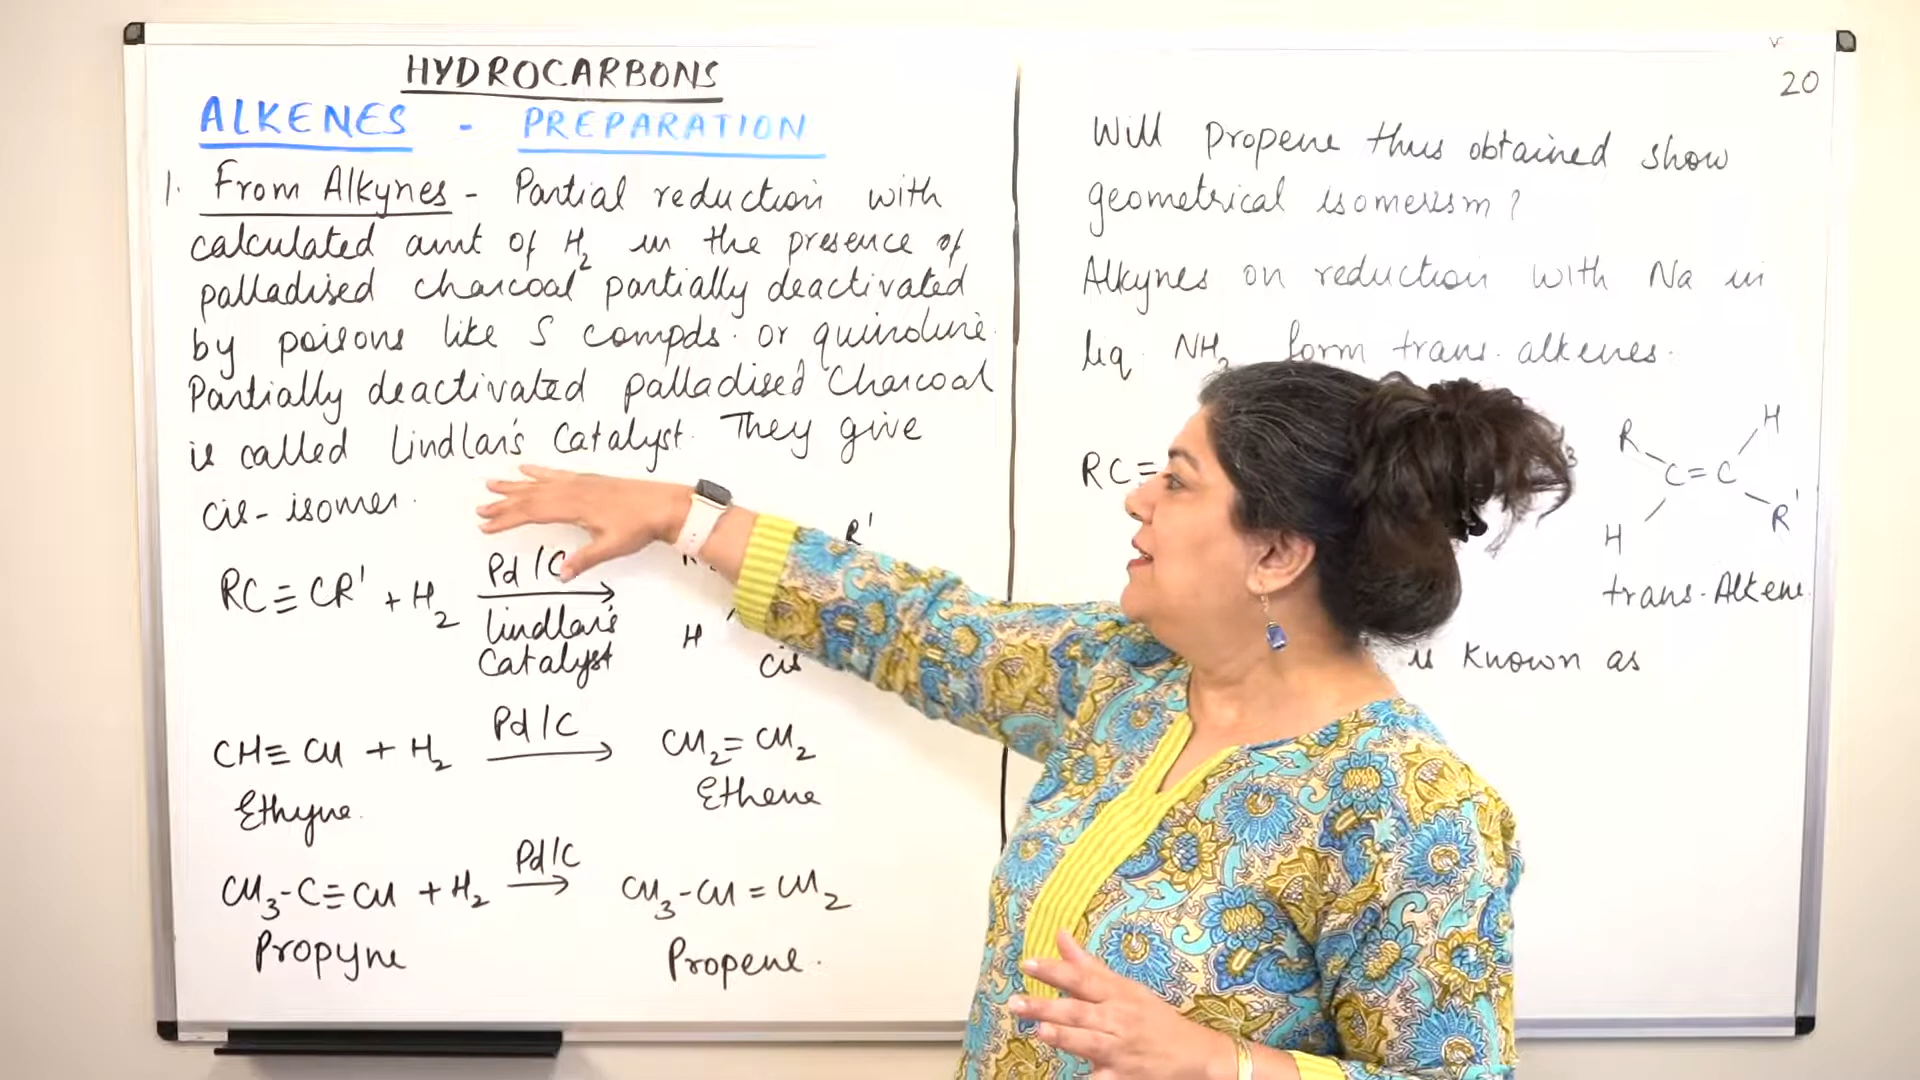 HYDROCARBONS
ALKENES - PREPARATION
1. From Alkynes - Partial reduction with
calculated amt of H₂ in the presence of
palladised charcoal partially deactivated
by poisons like S compds. or quinoline.
Partially deactivated palladised charcoal
is called Lindlar's Catalyst. They give
cis-isomer.
RC≡CR' + H₂ Pd/C → Lindlar's Catalyst
R'
H
cis
CH≡CH + H₂ Pd/C → CH₂=CH₂
Ethyne. Ethene
CH₃-C≡CH + H₂ Pd/C → CH₃-CH=CH₂
Propyne Propene.
20
Will propene thus obtained show
geometrical isomerism?
Alkynes on reduction with Na in
liq. NH₃ form trans. alkenes.
RC≡
R H
C=C
H R'
trans-Alkene.
is known as